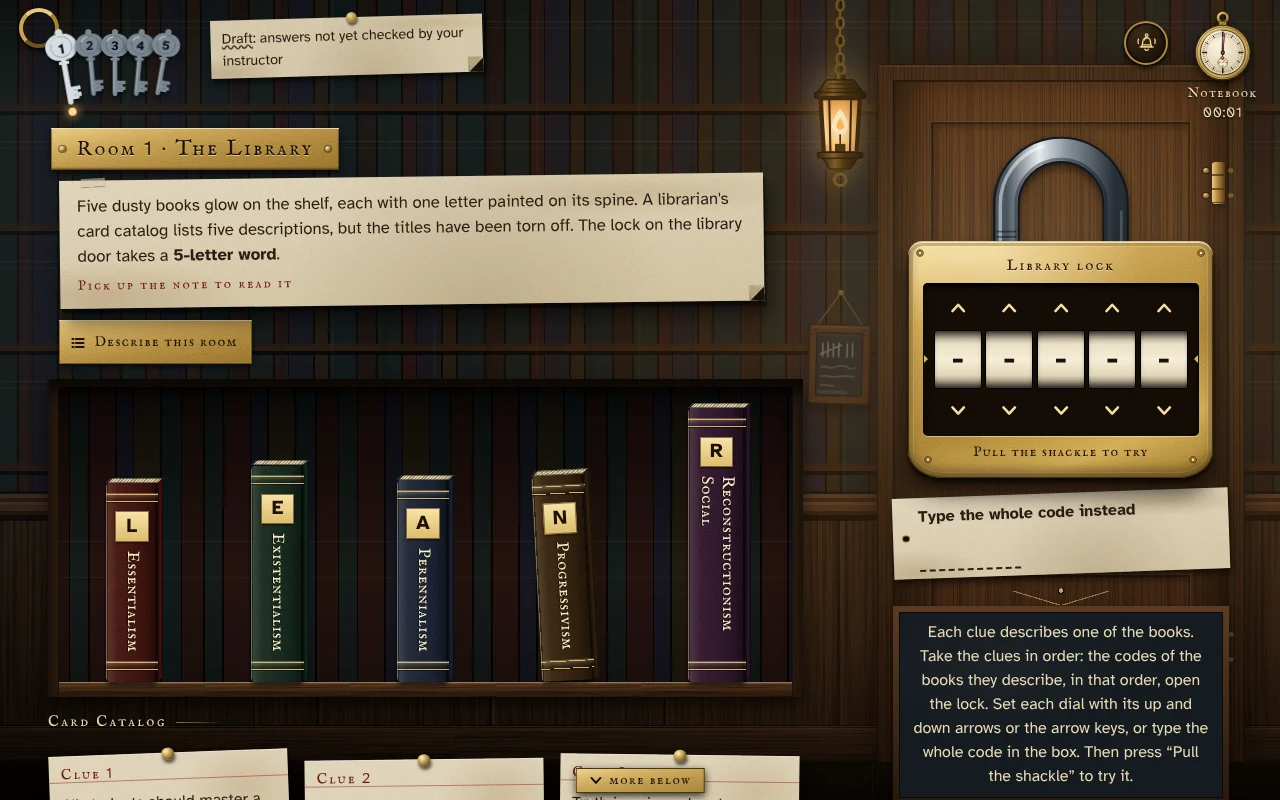 1 2 3 4 5
Draft: answers not yet checked by your
instructor
Notebook
00:01
Room 1 · The Library
Five dusty books glow on the shelf, each with one letter painted on its spine. A librarian's
card catalog lists five descriptions, but the titles have been torn off. The lock on the library
door takes a 5-letter word.
Pick up the note to read it
Describe this room
L
Essentialism
E
Existentialism
A
Perennialism
N
Progressivism
R
Social
Reconstructionism
Library lock
- - - - -
Pull the shackle to try
Type the whole code instead
Each clue describes one of the books.
Take the clues in order: the codes of the
books they describe, in that order, open
the lock. Set each dial with its up and
down arrows or the arrow keys, or type the
whole code in the box. Then press “Pull
the shackle” to try it.
Card Catalog
Clue 1
Clue 2
more below